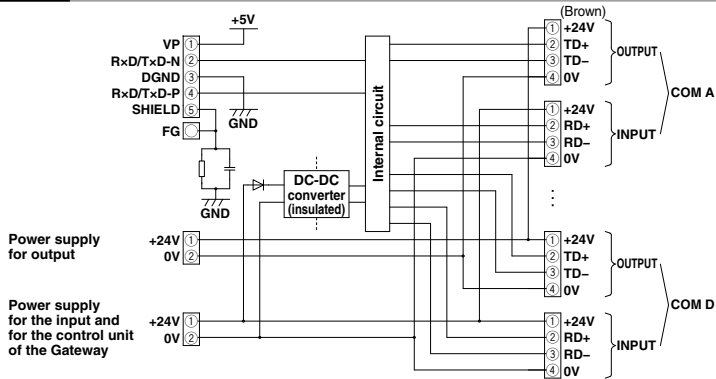 +5V
VP ①
R×D/T×D-N ②
DGND ③
R×D/T×D-P ④
SHIELD ⑤
FG
GND
GND
DC-DC
converter
(insulated)
Internal circuit
Power supply
for output
+24V ①
0V ②
Power supply
for the input and
for the control unit
of the Gateway
+24V ①
0V ②
(Brown)
① +24V
② TD+
③ TD−
④ 0V
OUTPUT
① +24V
② RD+
③ RD−
④ 0V
INPUT
COM A
① +24V
② TD+
③ TD−
④ 0V
OUTPUT
① +24V
② RD+
③ RD−
④ 0V
INPUT
COM D